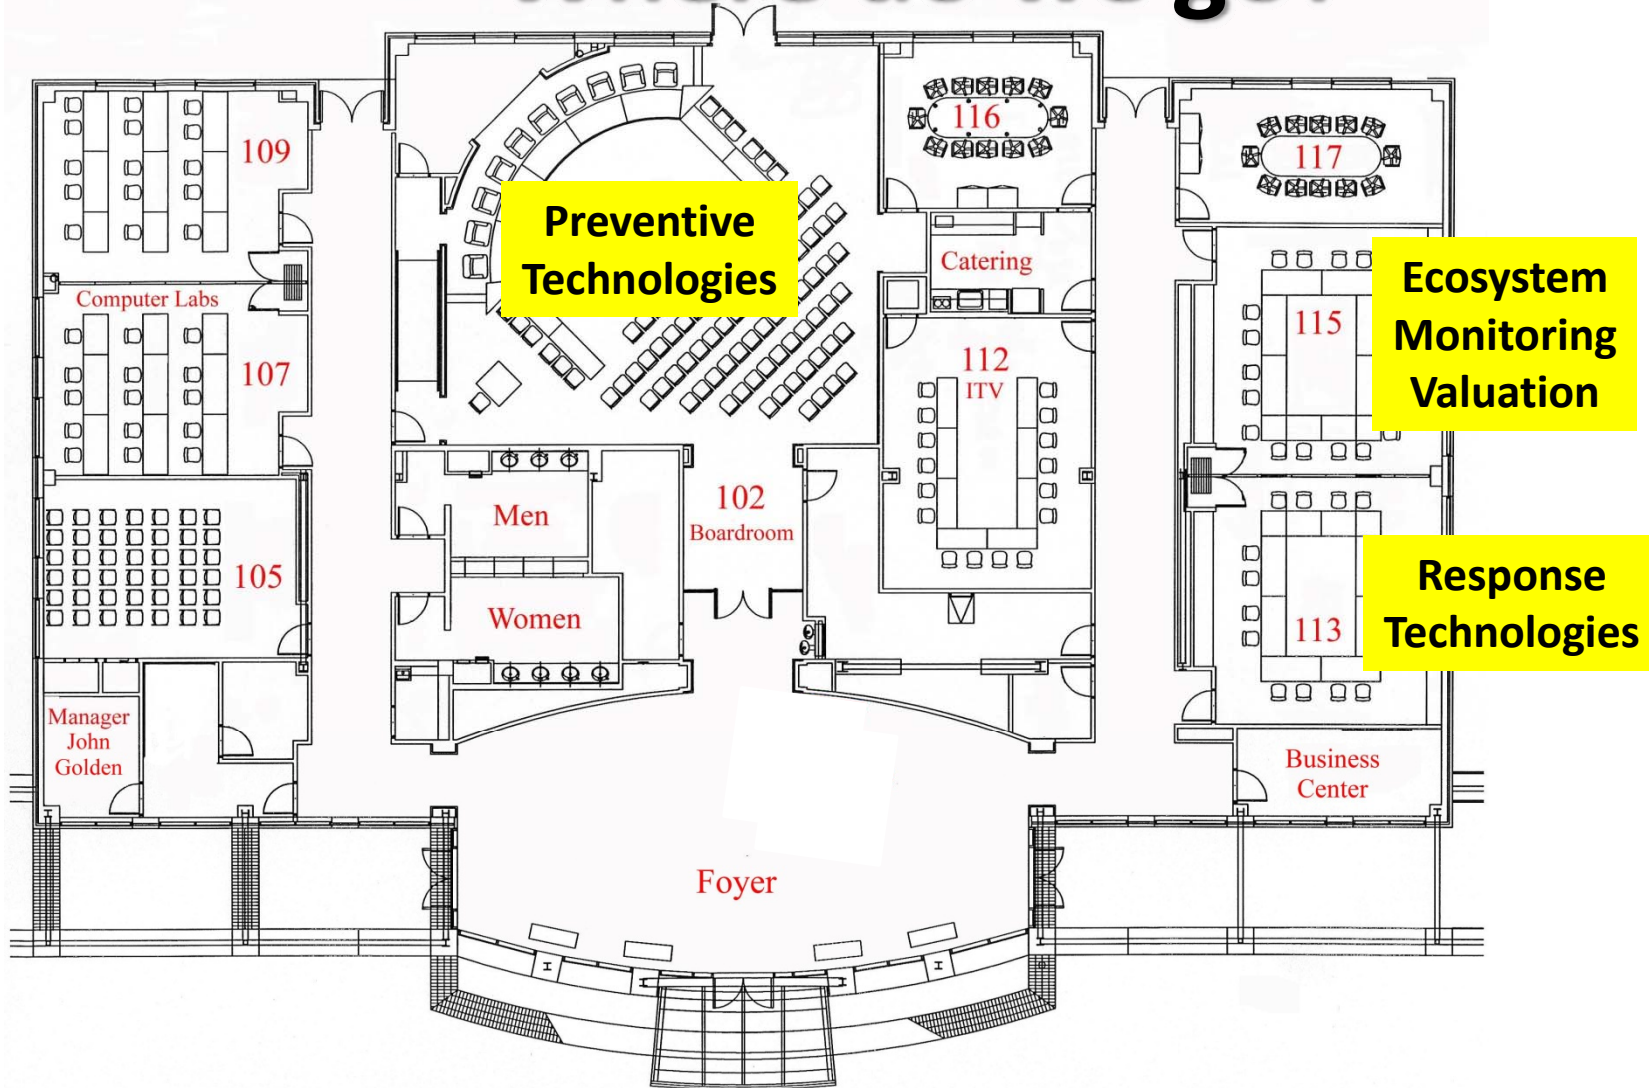 116
109
117
Preventive
Technologies
Catering
Ecosystem
Monitoring
Valuation
Computer Labs
115
107
112
ITV
102
Boardroom
Men
105
Women
113
Response
Technologies
Manager
John
Golden
Business
Center
Foyer